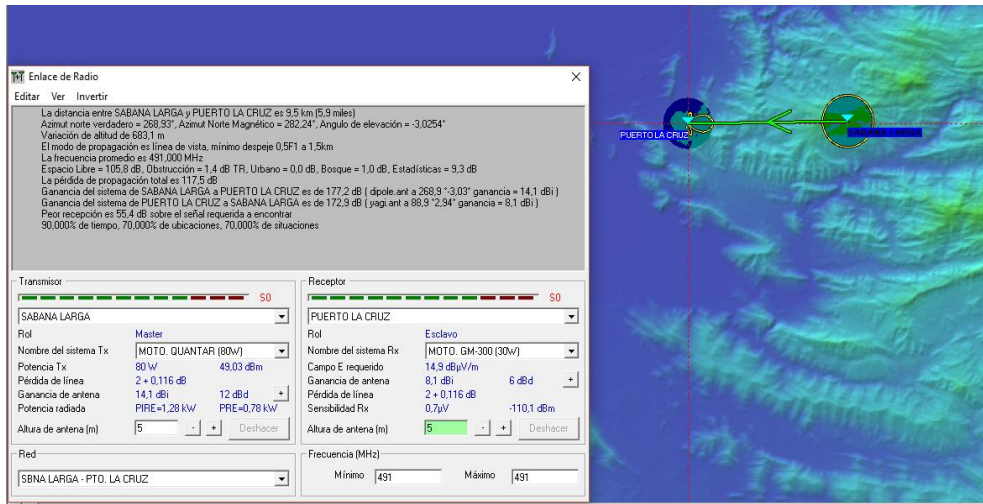 Enlace de Radio
Editar Ver Invertir
La distancia entre SABANA LARGA y PUERTO LA CRUZ es 9,5 km (5,9 miles)
Azimut norte verdadero = 268,93°, Azimut Norte Magnético = 282,24°, Angulo de elevación = -3,0254°
Variación de altitud de 683,1 m
El modo de propagación es línea de vista, mínimo despeje 0,5F1 a 1,5km
La frecuencia promedio es 491,000 MHz
Espacio Libre = 105,8 dB, Obstrucción = 1,4 dB TR, Urbano = 0,0 dB, Bosque = 1,0 dB, Estadísticas = 9,3 dB
La pérdida de propagación total es 117,5 dB
Ganancia del sistema de SABANA LARGA a PUERTO LA CRUZ es de 177,2 dB ( dipole.ant a 268,9 °-3,03° ganancia = 14,1 dBi )
Ganancia del sistema de PUERTO LA CRUZ a SABANA LARGA es de 172,9 dB ( yagi.ant a 88,9 °2,94° ganancia = 8,1 dBi )
Peor recepción es 55,4 dB sobre el señal requerida a encontrar
90,000% de tiempo, 70,000% de ubicaciones, 70,000% de situaciones
Transmisor
S0
SABANA LARGA
Rol Master
Nombre del sistema Tx MOTO. QUANTAR (80W)
Potencia Tx 80 W 49,03 dBm
Pérdida de línea 2 + 0,116 dB
Ganancia de antena 14,1 dBi 12 dBd +
Potencia radiada PIRE=1,28 kW PRE=0,78 kW
Altura de antena (m) 5 - + Deshacer
Red
SBNA LARGA - PTO. LA CRUZ
Receptor
S0
PUERTO LA CRUZ
Rol Esclavo
Nombre del sistema Rx MOTO. GM-300 (30W)
Campo E requerido 14,9 dBµV/m
Ganancia de antena 8,1 dBi 6 dBd +
Pérdida de línea 2 + 0,116 dB
Sensibilidad Rx 0,7µV -110,1 dBm
Altura de antena (m) 5 - + Deshacer
Frecuencia (MHz)
Mínimo 491 Máximo 491
PUERTO LA CRUZ
SABANA LARGA